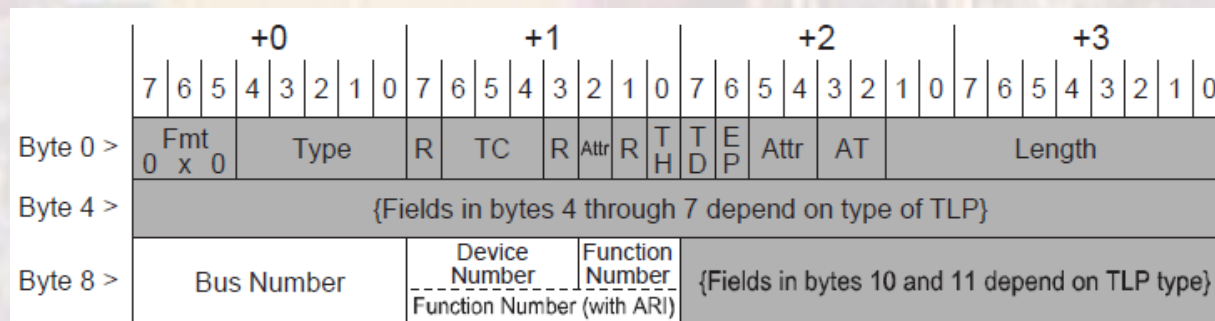 +0 +1 +2 +3
7 6 5 4 3 2 1 0 7 6 5 4 3 2 1 0 7 6 5 4 3 2 1 0 7 6 5 4 3 2 1 0
Byte 0 > Fmt 0 x 0 Type R TC R Attr R TH TD EP Attr AT Length
Byte 4 > {Fields in bytes 4 through 7 depend on type of TLP}
Byte 8 > Bus Number Device Number Function Number {Fields in bytes 10 and 11 depend on TLP type}
Function Number (with ARI)